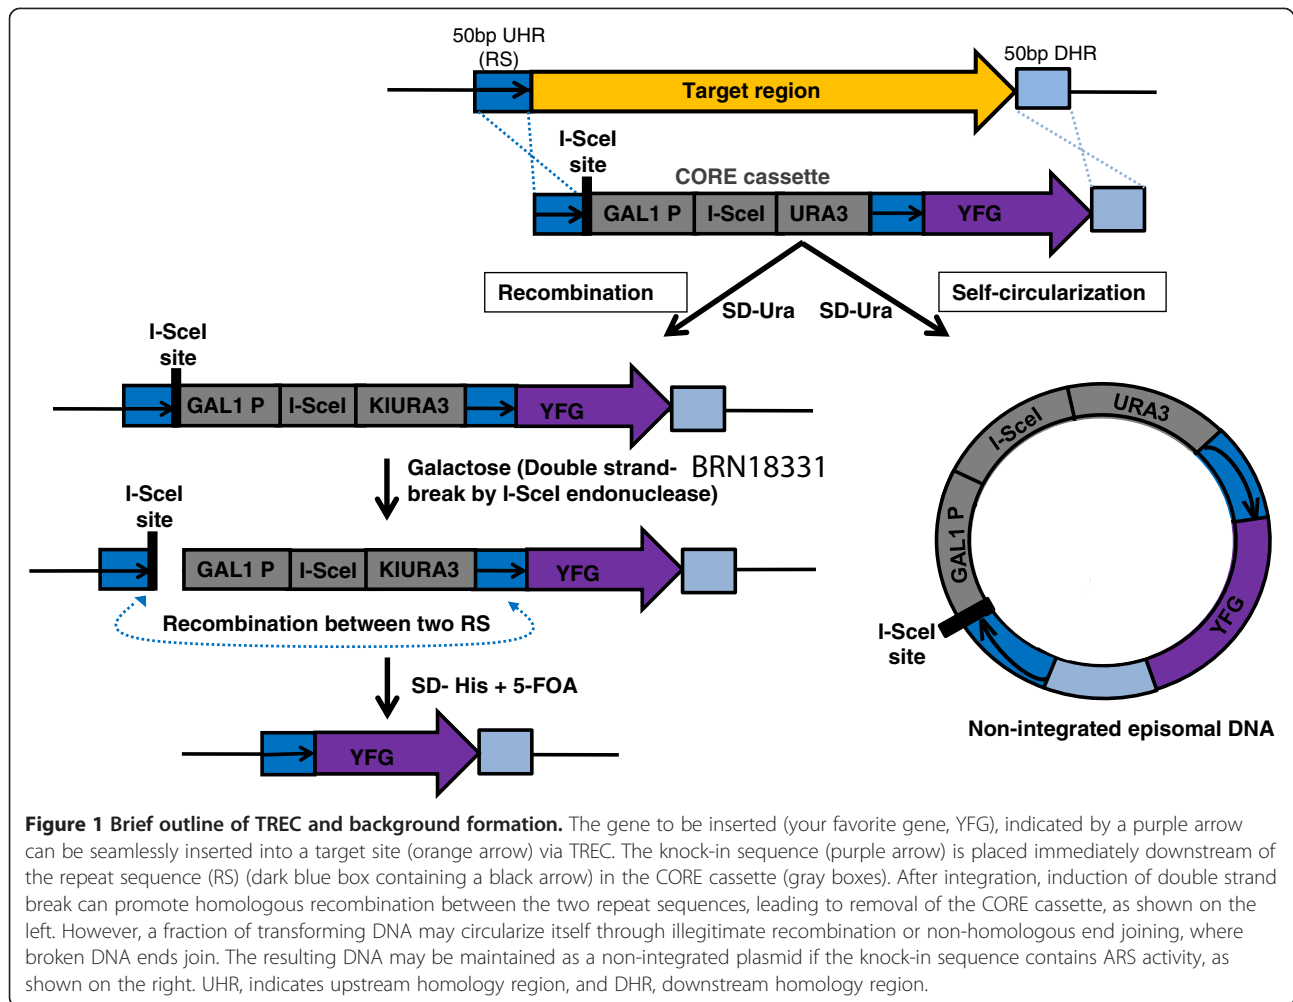 50bp UHR
(RS)
50bp DHR
Target region
I-SceI
site
CORE cassette
GAL1 P
I-SceI
URA3
YFG
Recombination
SD-Ura
SD-Ura
Self-circularization
I-SceI
site
GAL1 P
I-SceI
KlURA3
YFG
Galactose (Double strand-
break by I-SceI endonuclease)
BRN18331
I-SceI
site
GAL1 P
I-SceI
KlURA3
YFG
Recombination between two RS
SD- His + 5-FOA
YFG
I-SceI
URA3
GAL1 P
YFG
I-SceI
site
Non-integrated episomal DNA
Figure 1 Brief outline of TREC and background formation. The gene to be inserted (your favorite gene, YFG), indicated by a purple arrow
can be seamlessly inserted into a target site (orange arrow) via TREC. The knock-in sequence (purple arrow) is placed immediately downstream of
the repeat sequence (RS) (dark blue box containing a black arrow) in the CORE cassette (gray boxes). After integration, induction of double strand
break can promote homologous recombination between the two repeat sequences, leading to removal of the CORE cassette, as shown on the
left. However, a fraction of transforming DNA may circularize itself through illegitimate recombination or non-homologous end joining, where
broken DNA ends join. The resulting DNA may be maintained as a non-integrated plasmid if the knock-in sequence contains ARS activity, as
shown on the right. UHR, indicates upstream homology region, and DHR, downstream homology region.